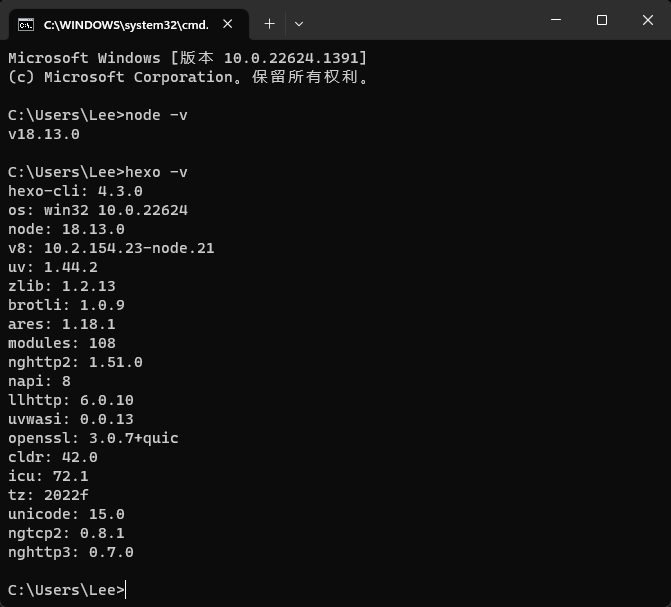 C:\WINDOWS\system32\cmd.
Microsoft Windows [版本 10.0.22624.1391]
(c) Microsoft Corporation。保留所有权利。
C:\Users\Lee>node -v
v18.13.0
C:\Users\Lee>hexo -v
hexo-cli: 4.3.0
os: win32 10.0.22624
node: 18.13.0
v8: 10.2.154.23-node.21
uv: 1.44.2
zlib: 1.2.13
brotli: 1.0.9
ares: 1.18.1
modules: 108
nghttp2: 1.51.0
napi: 8
llhttp: 6.0.10
uvwasi: 0.0.13
openssl: 3.0.7+quic
cldr: 42.0
icu: 72.1
tz: 2022f
unicode: 15.0
ngtcp2: 0.8.1
nghttp3: 0.7.0
C:\Users\Lee>